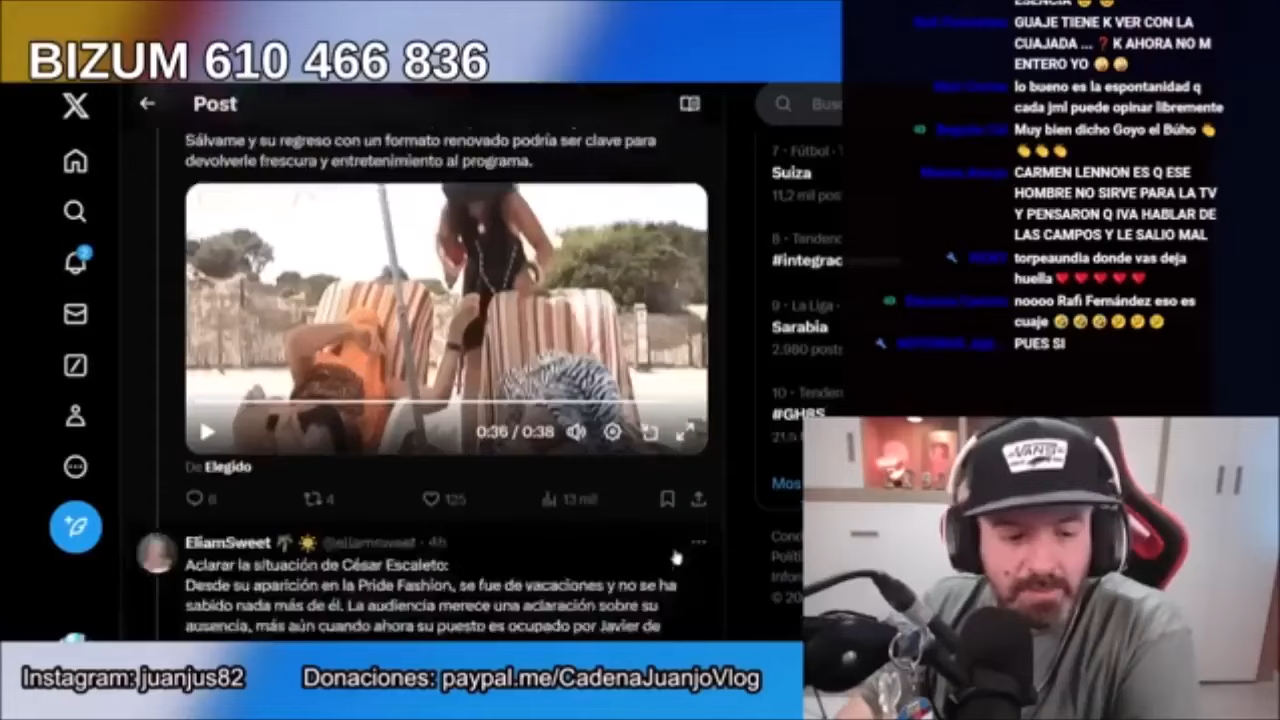 BIZUM 610 466 836
Post
Busc
Sálvame y su regreso con un formato renovado podría ser clave para
devolverle frescura y entretenimiento al programa.
0:36 / 0:38
De Elegido
6
4
125
13 mil
EliamSweet
@eliamsweet · 4h
Aclarar la situación de César Escaleto:
Desde su aparición en la Pride Fashion, se fue de vacaciones y no se ha
sabido nada más de él. La audiencia merece una aclaración sobre su
ausencia, más aún cuando ahora su puesto es ocupado por Javier de
2
7 · Fútbol ·
Suiza
11,2 mil pos
8 · Tendenc
#integrac
9 · La Liga ·
Sarabia
2.980 posts
10 · Tenden
Mos
Cond
Polít
Infor
© 20
ESENCIA
GUAJE TIENE K VER CON LA
CUAJADA ... ❓ K AHORA NO M
ENTERO YO
lo bueno es la espontanidad q
cada jml puede opinar libremente
Muy bien dicho Goyo el Búho
CARMEN LENNON ES Q ESE
HOMBRE NO SIRVE PARA LA TV
Y PENSARON Q IVA HABLAR DE
LAS CAMPOS Y LE SALIO MAL
torpeaundia donde vas deja
huella ❤❤❤❤❤
noooo Rafi Fernández eso es
cuaje
PUES SI
VANS
Instagram: juanjus82
Donaciones: paypal.me/CadenaJuanjoVlog